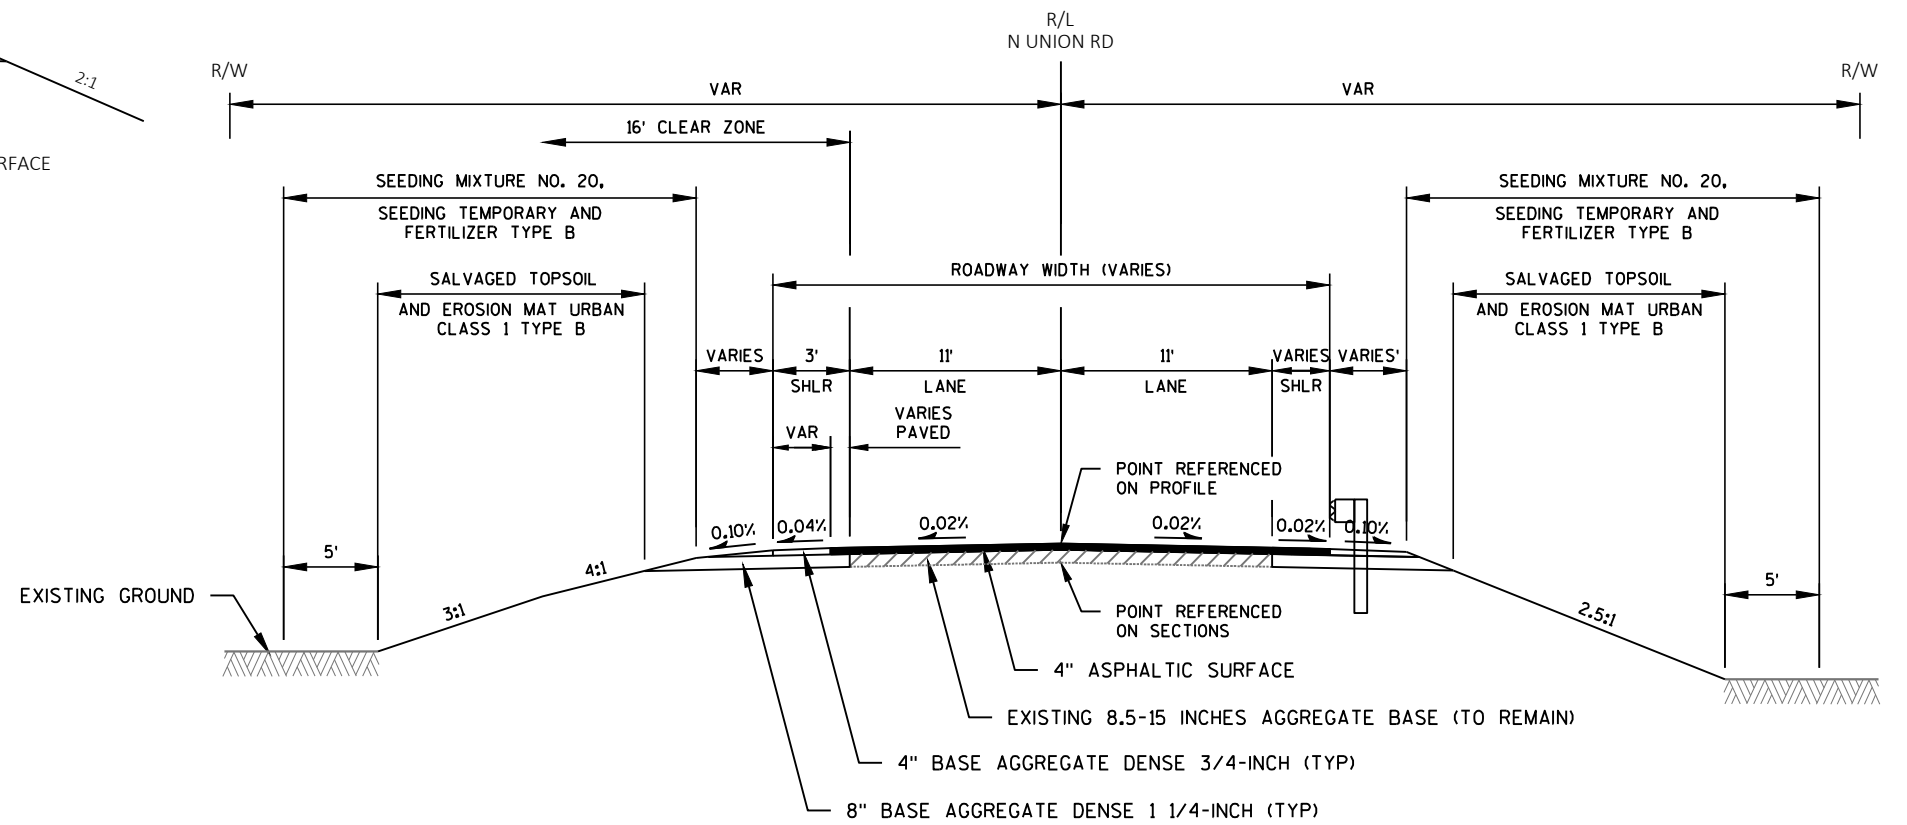 R/L
N UNION RD
R/W
R/W
2:1
VAR
VAR
16' CLEAR ZONE
RFACE
SEEDING MIXTURE NO. 20,
SEEDING TEMPORARY AND
FERTILIZER TYPE B
SEEDING MIXTURE NO. 20,
SEEDING TEMPORARY AND
FERTILIZER TYPE B
ROADWAY WIDTH (VARIES)
SALVAGED TOPSOIL
AND EROSION MAT URBAN
CLASS 1 TYPE B
SALVAGED TOPSOIL
AND EROSION MAT URBAN
CLASS 1 TYPE B
VARIES
3'
SHLR
11'
LANE
11'
LANE
VARIES
SHLR
VARIES'
VAR
VARIES
PAVED
POINT REFERENCED
ON PROFILE
0.10%
0.04%
0.02%
0.02%
0.02%
0.10%
5'
4:1
3:1
EXISTING GROUND
5'
2.5:1
POINT REFERENCED
ON SECTIONS
4" ASPHALTIC SURFACE
EXISTING 8.5-15 INCHES AGGREGATE BASE (TO REMAIN)
4" BASE AGGREGATE DENSE 3/4-INCH (TYP)
8" BASE AGGREGATE DENSE 1 1/4-INCH (TYP)